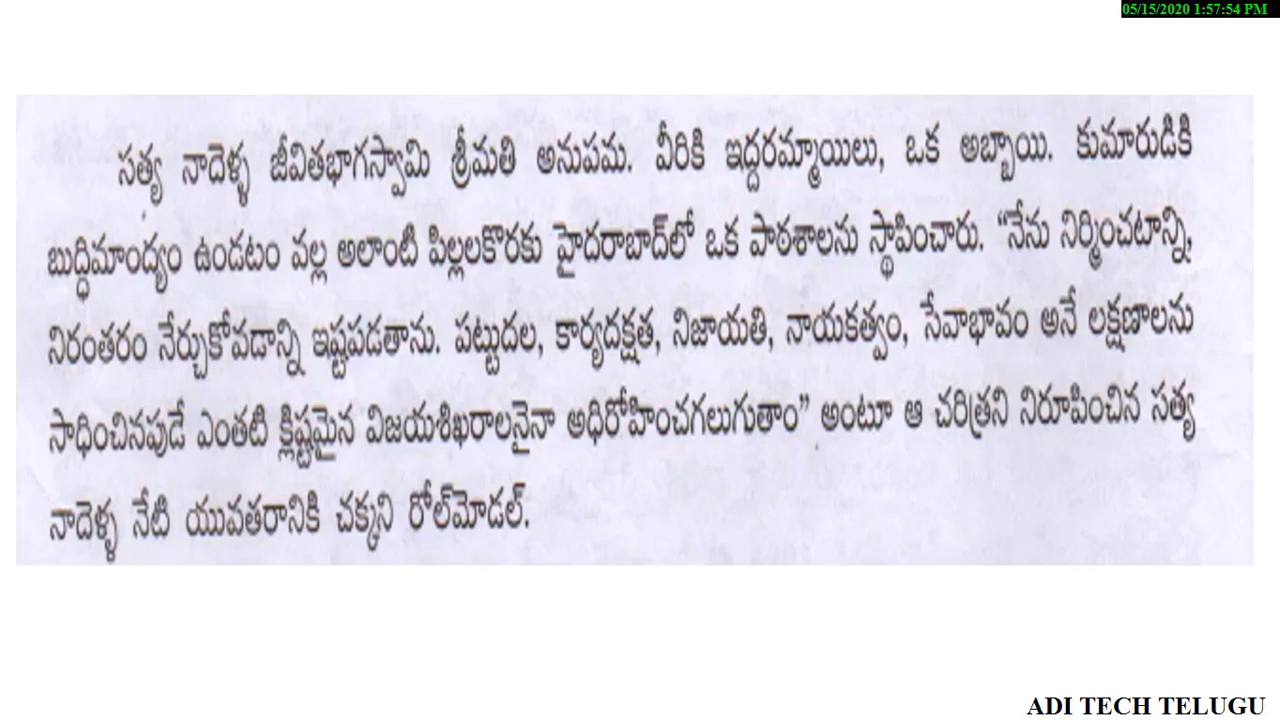 05/15/2020 1:57:54 PM
సత్య నాదెళ్ళ జీవితభాగస్వామి శ్రీమతి అనుపమ. వీరికి ఇద్దరమ్మాయిలు, ఒక అబ్బాయి. కుమారుడికి
బుద్ధిమాంద్యం ఉండటం వల్ల అలాంటి పిల్లలకొరకు హైదరాబాద్‌లో ఒక పాఠశాలను స్థాపించారు. “నేను నిర్మించటాన్ని,
నిరంతరం నేర్చుకోవడాన్ని ఇష్టపడతాను. పట్టుదల, కార్యదక్షత, నిజాయతి, నాయకత్వం, సేవాభావం అనే లక్షణాలను
సాధించినపుడే ఎంతటి క్లిష్టమైన విజయశిఖరాలనైనా అధిరోహించగలుగుతాం” అంటూ ఆ చరిత్రని నిరూపించిన సత్య
నాదెళ్ళ నేటి యువతరానికి చక్కని రోల్‌మోడల్.
ADI TECH TELUGU